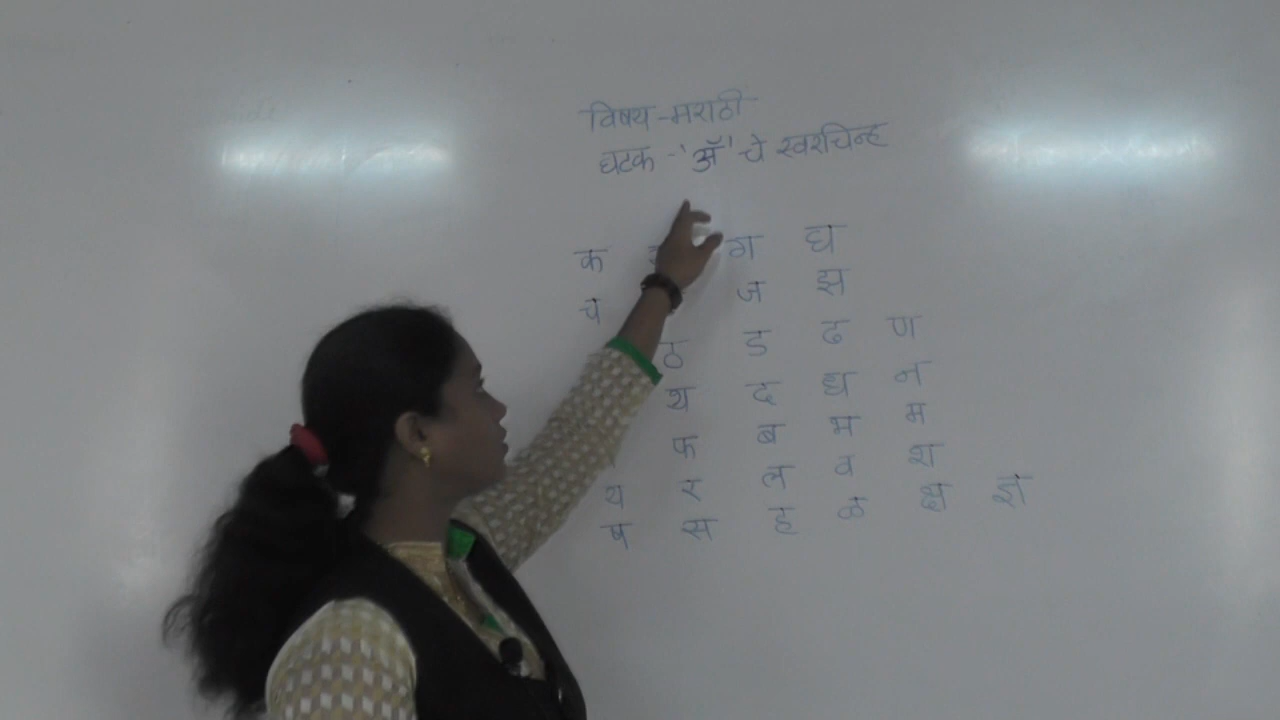 विषय - मराठी
घटक - 'ॲ' चे स्वरचिन्ह
क ग घ
च ज झ
ठ ड ढ ण
थ द ध न
फ ब भ म
य र ल व श
ष स ह ळ क्ष ज्ञ